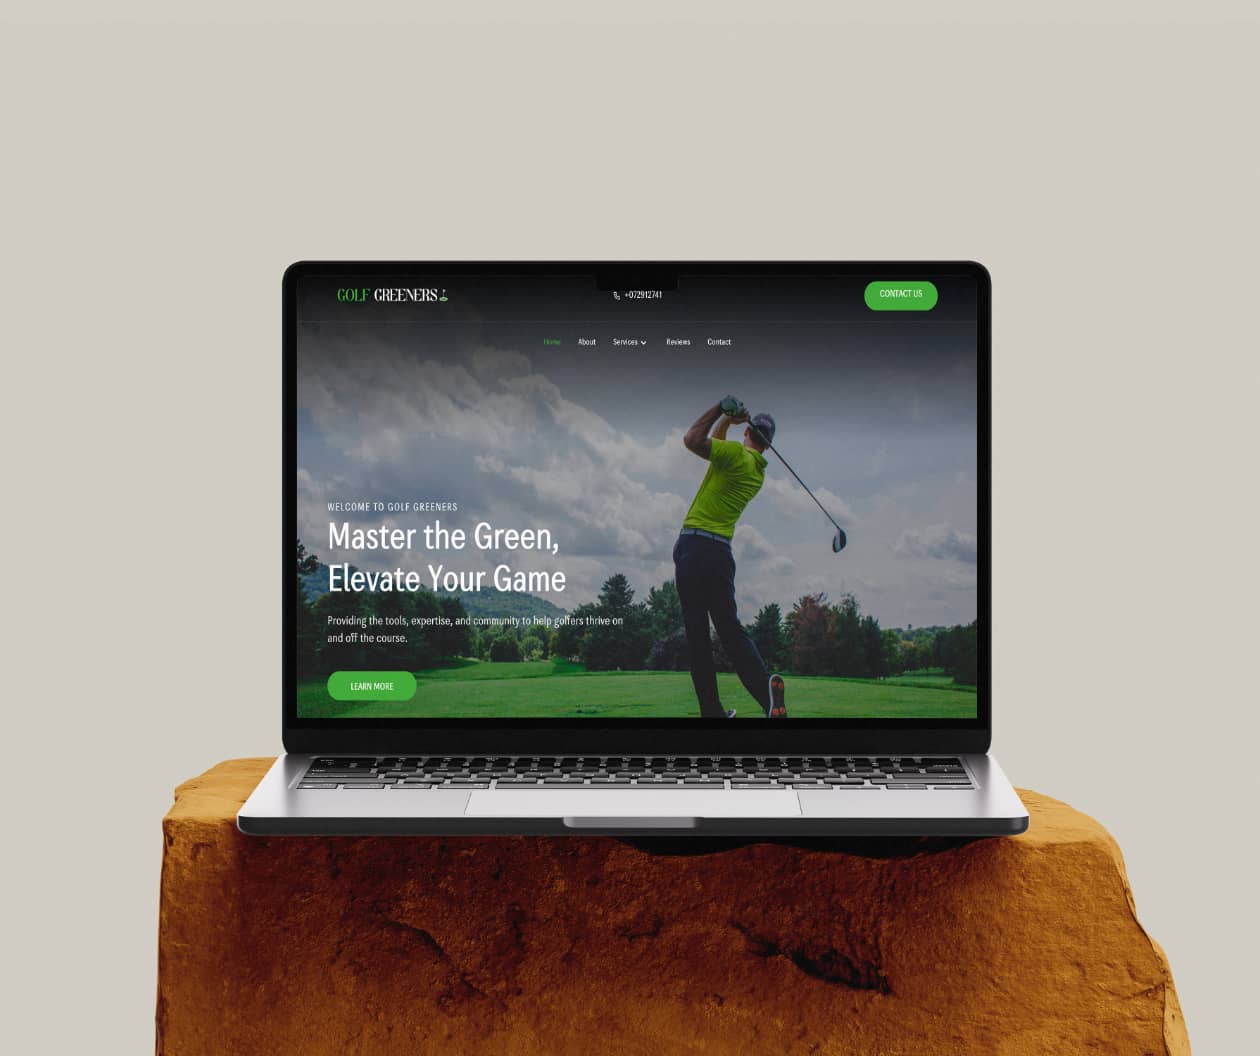 GOLF GREENERS
+072912741
CONTACT US
Home
About
Services
Reviews
Contact
WELCOME TO GOLF GREENERS
Master the Green,
Elevate Your Game
Providing the tools, expertise, and community to help golfers thrive on
and off the course.
LEARN MORE